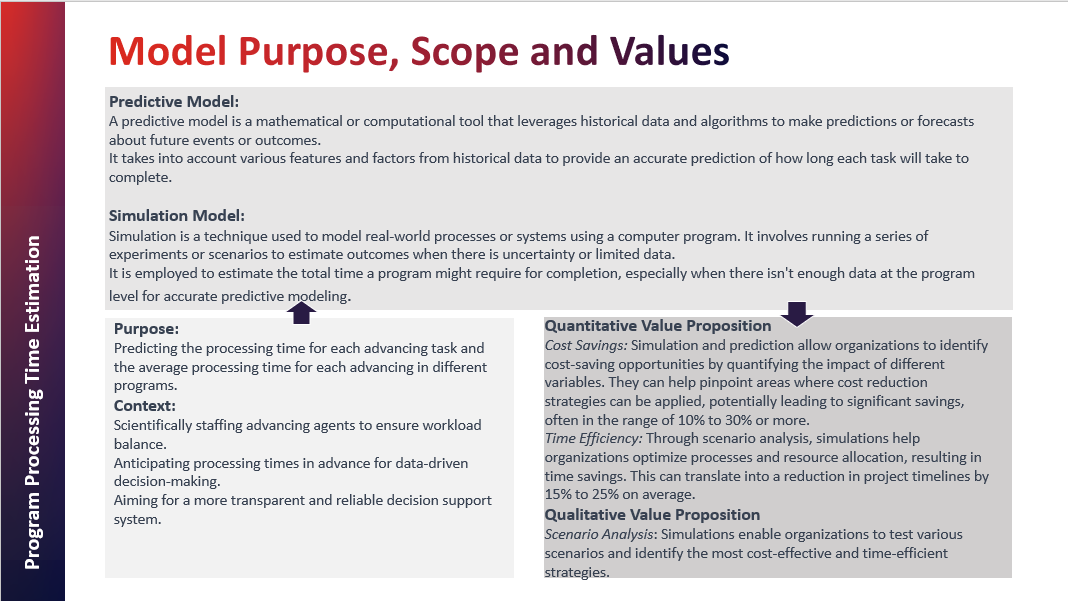 Model Purpose, Scope and Values
Program Processing Time Estimation
Predictive Model:
A predictive model is a mathematical or computational tool that leverages historical data and algorithms to make predictions or forecasts
about future events or outcomes.
It takes into account various features and factors from historical data to provide an accurate prediction of how long each task will take to
complete.
Simulation Model:
Simulation is a technique used to model real-world processes or systems using a computer program. It involves running a series of
experiments or scenarios to estimate outcomes when there is uncertainty or limited data.
It is employed to estimate the total time a program might require for completion, especially when there isn't enough data at the program
level for accurate predictive modeling.
Purpose:
Predicting the processing time for each advancing task and
the average processing time for each advancing in different
programs.
Context:
Scientifically staffing advancing agents to ensure workload
balance.
Anticipating processing times in advance for data-driven
decision-making.
Aiming for a more transparent and reliable decision support
system.
Quantitative Value Proposition
Cost Savings: Simulation and prediction allow organizations to identify
cost-saving opportunities by quantifying the impact of different
variables. They can help pinpoint areas where cost reduction
strategies can be applied, potentially leading to significant savings,
often in the range of 10% to 30% or more.
Time Efficiency: Through scenario analysis, simulations help
organizations optimize processes and resource allocation, resulting in
time savings. This can translate into a reduction in project timelines by
15% to 25% on average.
Qualitative Value Proposition
Scenario Analysis: Simulations enable organizations to test various
scenarios and identify the most cost-effective and time-efficient
strategies.